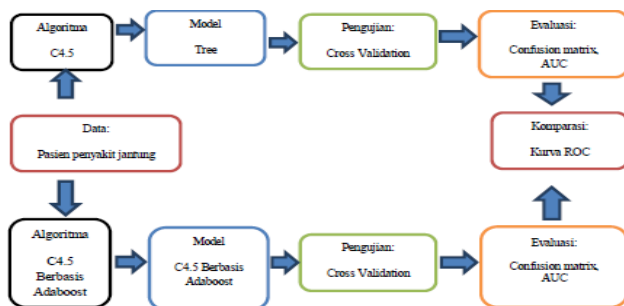 Algoritma
C4.5
Model
Tree
Pengujian:
Cross Validation
Evaluasi:
Confusion matrix,
AUC
Data:
Pasien penyakit jantung
Komparasi:
Kurva ROC
Algoritma
C4.5
Berbasis
Adaboost
Model
C4.5 Berbasis
Adaboost
Pengujian:
Cross Validation
Evaluasi:
Confusion matrix,
AUC